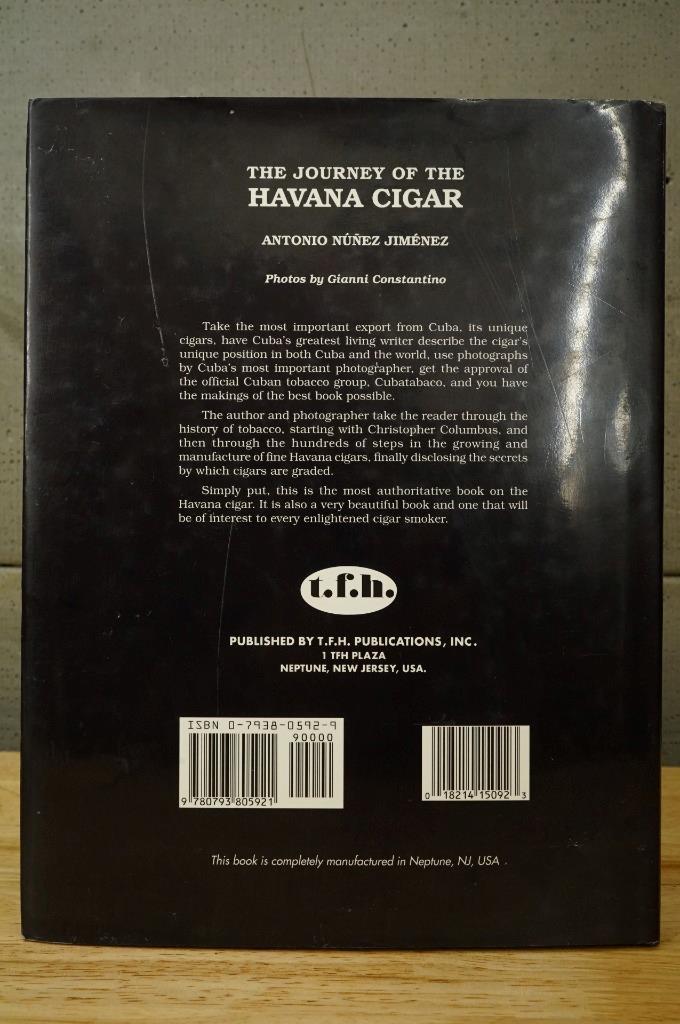 THE JOURNEY OF THE
HAVANA CIGAR
ANTONIO NÚÑEZ JIMÉNEZ
Photos by Gianni Constantino
Take the most important export from Cuba, its unique
cigars, have Cuba's greatest living writer describe the cigar's
unique position in both Cuba and the world, use photographs
by Cuba's most important photographer, get the approval of
the official Cuban tobacco group, Cubatabaco, and you have
the makings of the best book possible.
The author and photographer take the reader through the
history of tobacco, starting with Christopher Columbus, and
then through the hundreds of steps in the growing and
manufacture of fine Havana cigars, finally disclosing the secrets
by which cigars are graded.
Simply put, this is the most authoritative book on the
Havana cigar. It is also a very beautiful book and one that will
be of interest to every enlightened cigar smoker.
t.f.h.
PUBLISHED BY T.F.H. PUBLICATIONS, INC.
1 TFH PLAZA
NEPTUNE, NEW JERSEY, USA.
ISBN 0-7938-0592-9
90000
9 780793 805921
0 18214 15092 3
This book is completely manufactured in Neptune, NJ, USA .